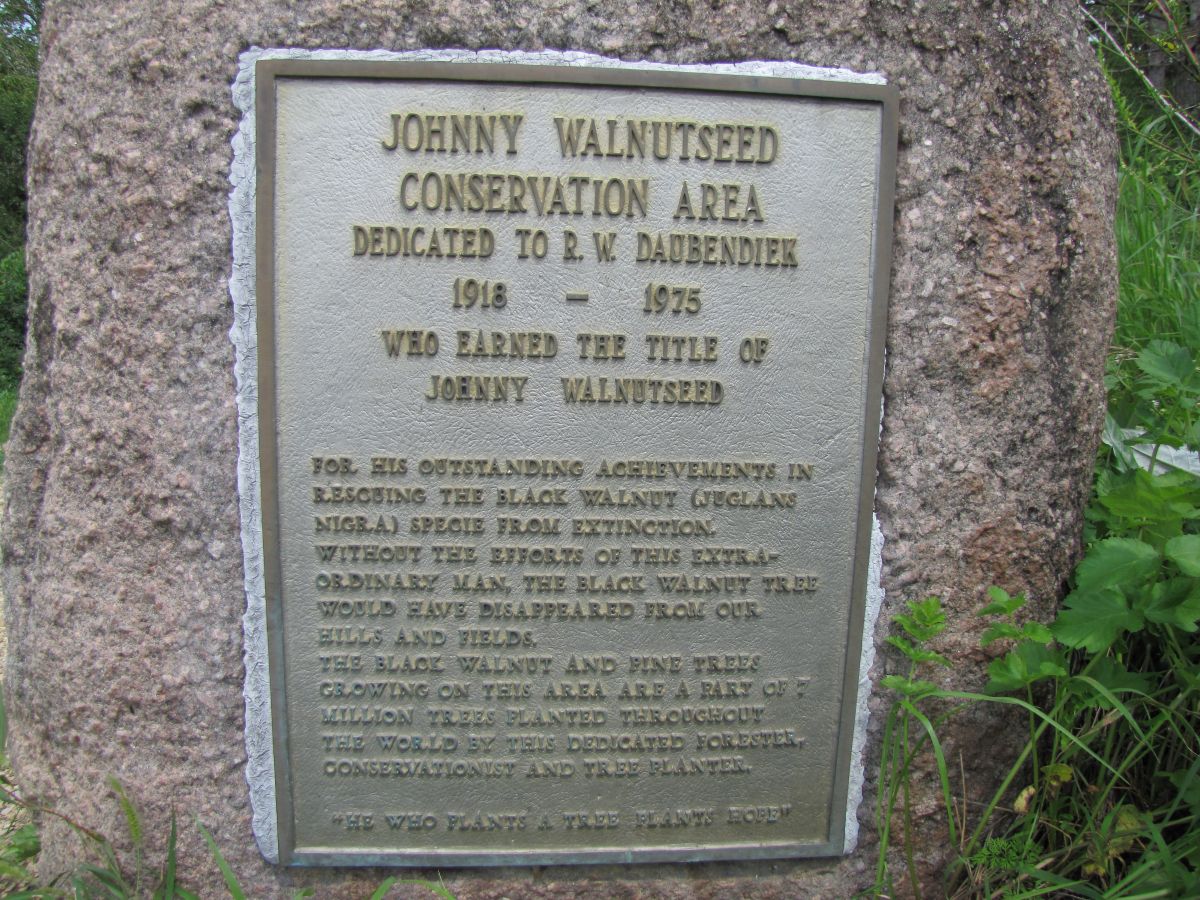 JOHNNY WALNUTSEED
CONSERVATION AREA
DEDICATED TO R. W. DAUBENDIEK
1918 — 1975
WHO EARNED THE TITLE OF
JOHNNY WALNUTSEED
FOR HIS OUTSTANDING ACHIEVEMENTS IN
RESCUING THE BLACK WALNUT (JUGLANS
NIGRA) SPECIE FROM EXTINCTION.
WITHOUT THE EFFORTS OF THIS EXTRA-
ORDINARY MAN, THE BLACK WALNUT TREE
WOULD HAVE DISAPPEARED FROM OUR
HILLS AND FIELDS.
THE BLACK WALNUT AND PINE TREES
GROWING ON THIS AREA ARE A PART OF 7
MILLION TREES PLANTED THROUGHOUT
THE WORLD BY THIS DEDICATED FORESTER,
CONSERVATIONIST AND TREE PLANTER.
"HE WHO PLANTS A TREE PLANTS HOPE"